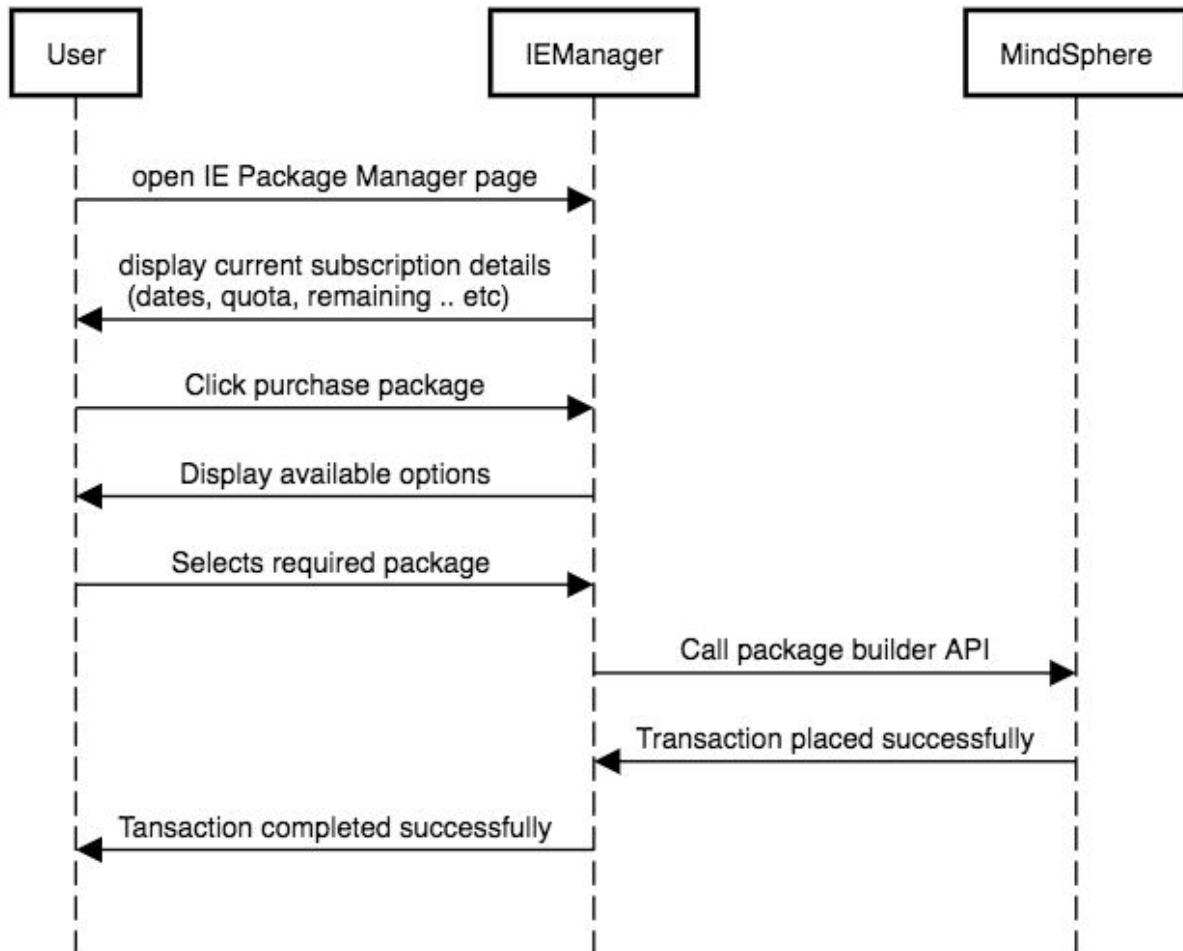 User
IEManager
MindSphere
open IE Package Manager page
display current subscription details
(dates, quota, remaining .. etc)
Click purchase package
Display available options
Selects required package
Call package builder API
Transaction placed successfully
Tansaction completed successfully